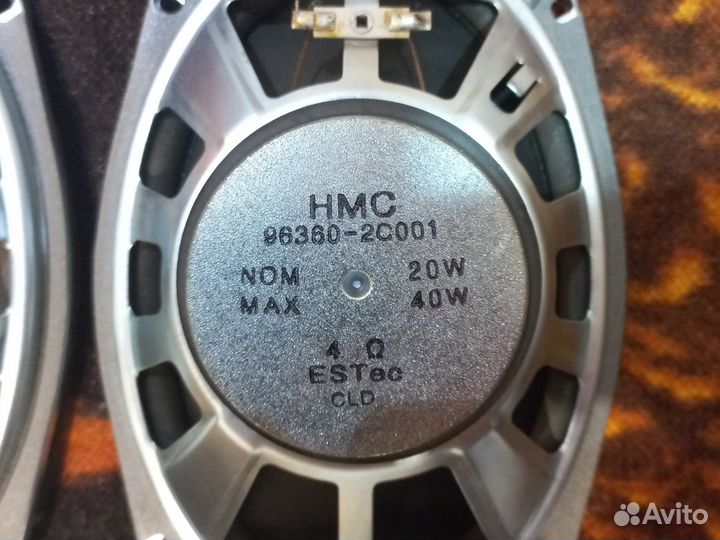 HMC
96360-2C001
NOM 20W
MAX 40W
4 Ω
ESTec
CLD
Avito